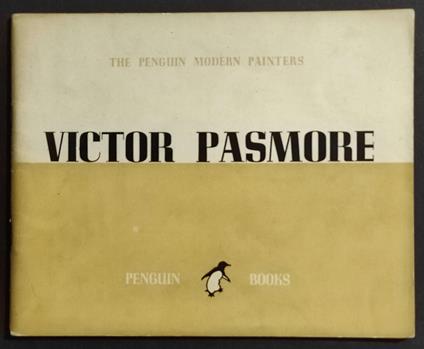 THE PENGUIN MODERN PAINTERS
VICTOR PASMORE
PENGUIN BOOKS